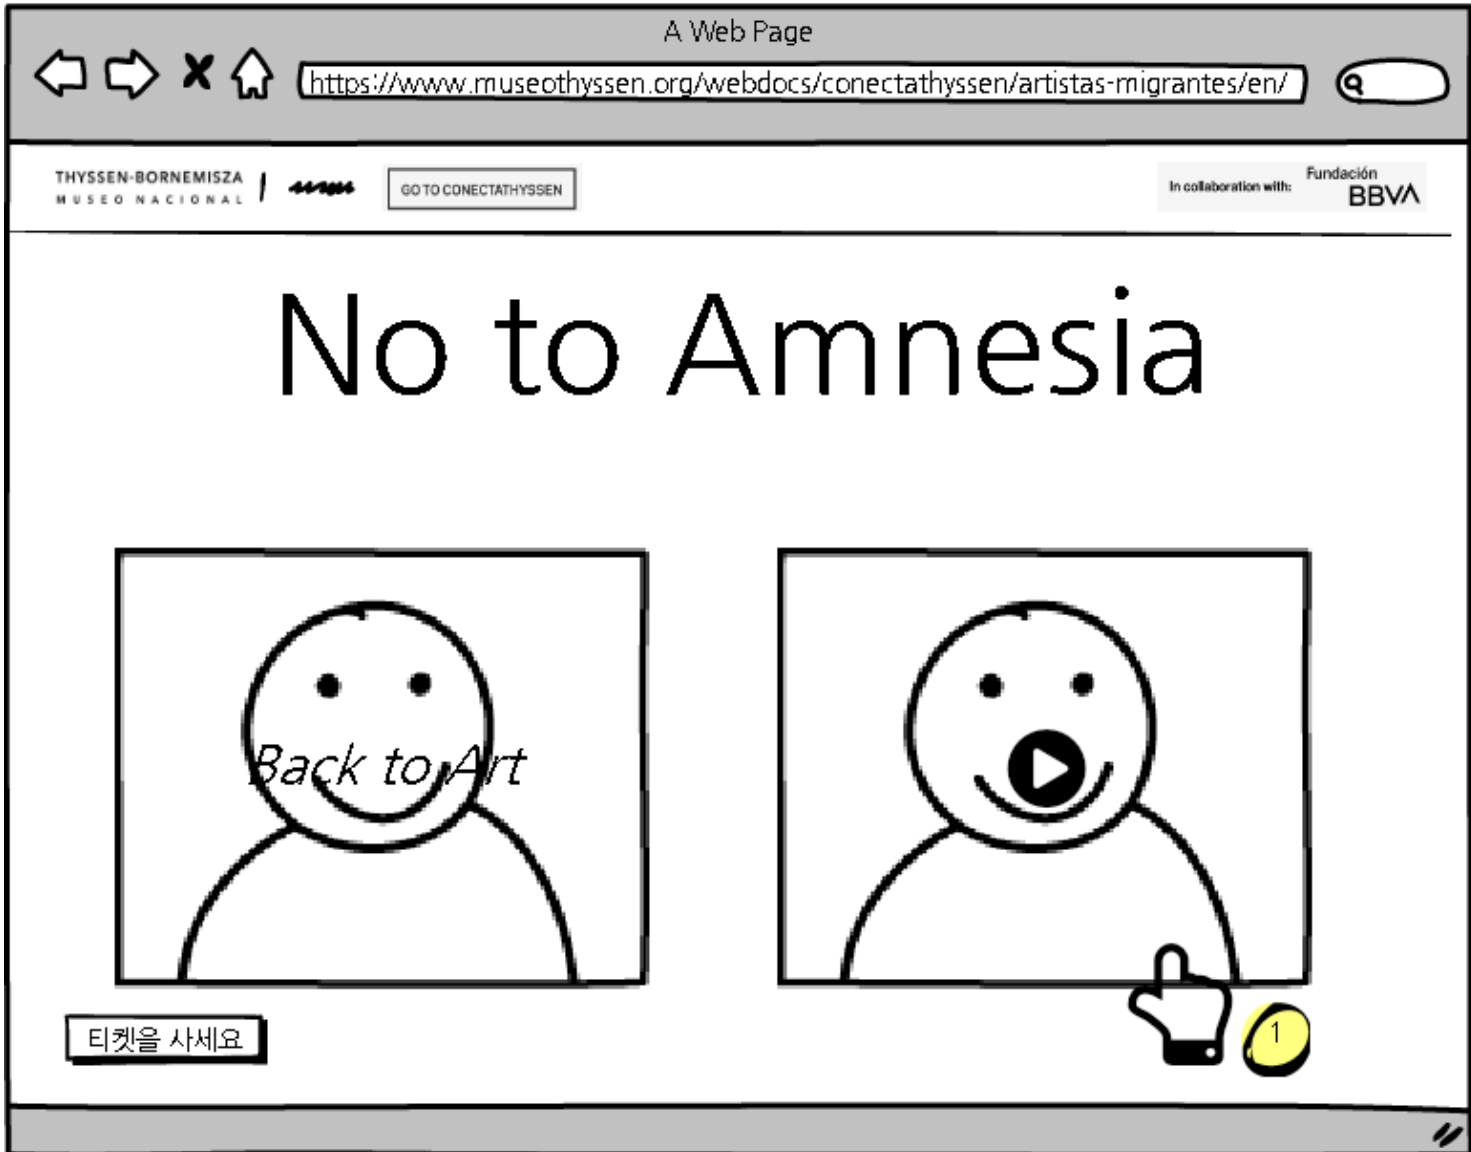 A Web Page
https://www.museothyssen.org/webdocs/conectathyssen/artistas-migrantes/en/
THYSSEN-BORNEMISZA
MUSEO NACIONAL
GO TO CONECTATHYSSEN
In collaboration with:
Fundación
BBVA
No to Amnesia
Back to Art
티켓을 사세요
1